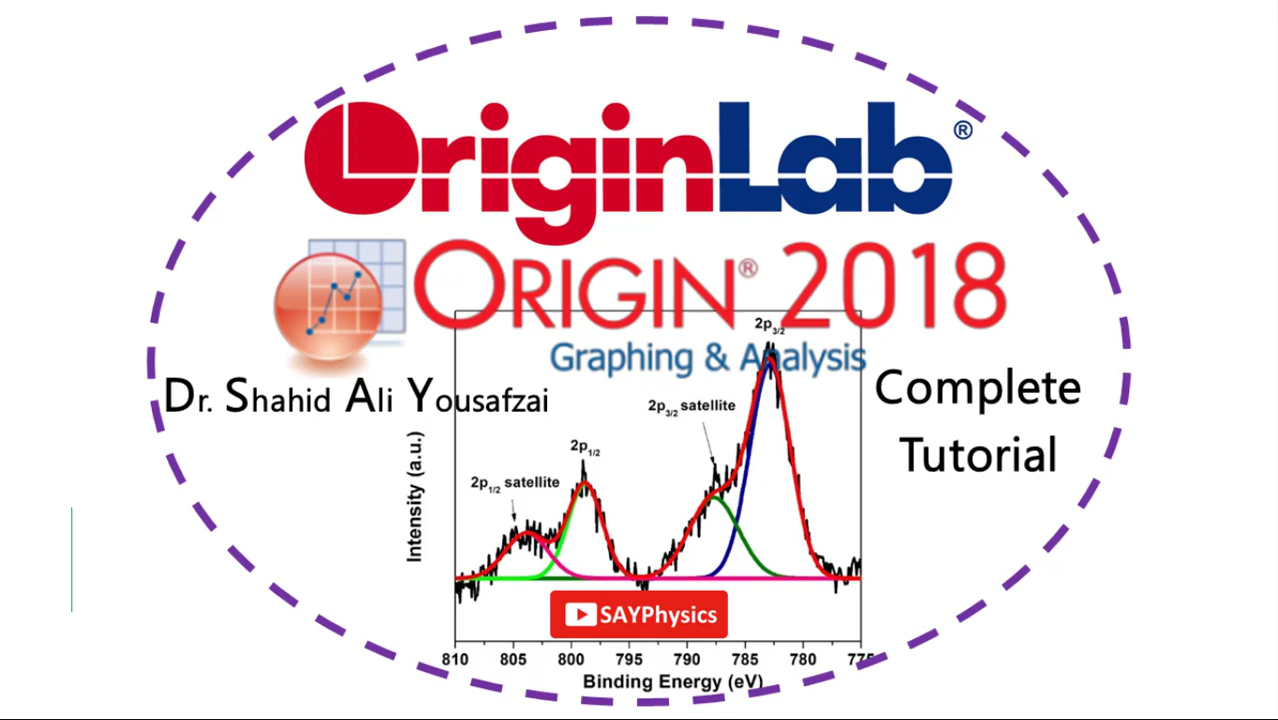 OriginLab®
ORIGIN® 2018
Graphing & Analysis
Dr. Shahid Ali Yousafzai
Complete
Tutorial
2p3/2
2p3/2 satellite
2p1/2
2p1/2 satellite
Intensity (a.u.)
SAYPhysics
810 805 800 795 790 785 780 775
Binding Energy (eV)